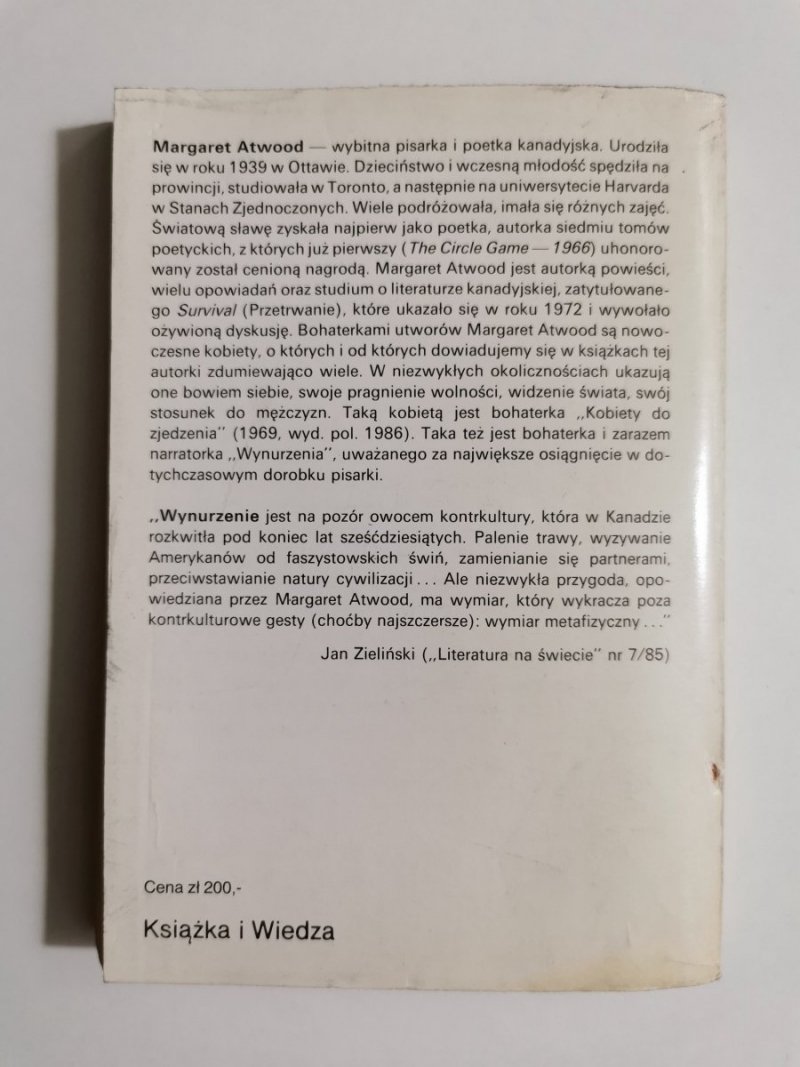 Margaret Atwood — wybitna pisarka i poetka kanadyjska. Urodziła
się w roku 1939 w Ottawie. Dzieciństwo i wczesną młodość spędziła na
prowincji, studiowała w Toronto, a następnie na uniwersytecie Harvarda
w Stanach Zjednoczonych. Wiele podróżowała, imała się różnych zajęć.
Światową sławę zyskała najpierw jako poetka, autorka siedmiu tomów
poetyckich, z których już pierwszy (The Circle Game — 1966) uhonoro-
wany został cenioną nagrodą. Margaret Atwood jest autorką powieści,
wielu opowiadań oraz studium o literaturze kanadyjskiej, zatytułowane-
go Survival (Przetrwanie), które ukazało się w roku 1972 i wywołało
ożywioną dyskusję. Bohaterkami utworów Margaret Atwood są nowo-
czesne kobiety, o których i od których dowiadujemy się w książkach tej
autorki zdumiewająco wiele. W niezwykłych okolicznościach ukazują
one bowiem siebie, swoje pragnienie wolności, widzenie świata, swój
stosunek do mężczyzn. Taką kobietą jest bohaterka „Kobiety do
zjedzenia" (1969, wyd. pol. 1986). Taka też jest bohaterka i zarazem
narratorka „Wynurzenia", uważanego za największe osiągnięcie w do-
tychczasowym dorobku pisarki.
„Wynurzenie jest na pozór owocem kontrkultury, która w Kanadzie
rozkwitła pod koniec lat sześćdziesiątych. Palenie trawy, wyzywanie
Amerykanów od faszystowskich świń, zamienianie się partnerami,
przeciwstawianie natury cywilizacji... Ale niezwykła przygoda, opo-
wiedziana przez Margaret Atwood, ma wymiar, który wykracza poza
kontrkulturowe gesty (choćby najszczersze): wymiar metafizyczny..."
Jan Zieliński („Literatura na świecie" nr 7/85)
Cena zł 200,-
Książka i Wiedza